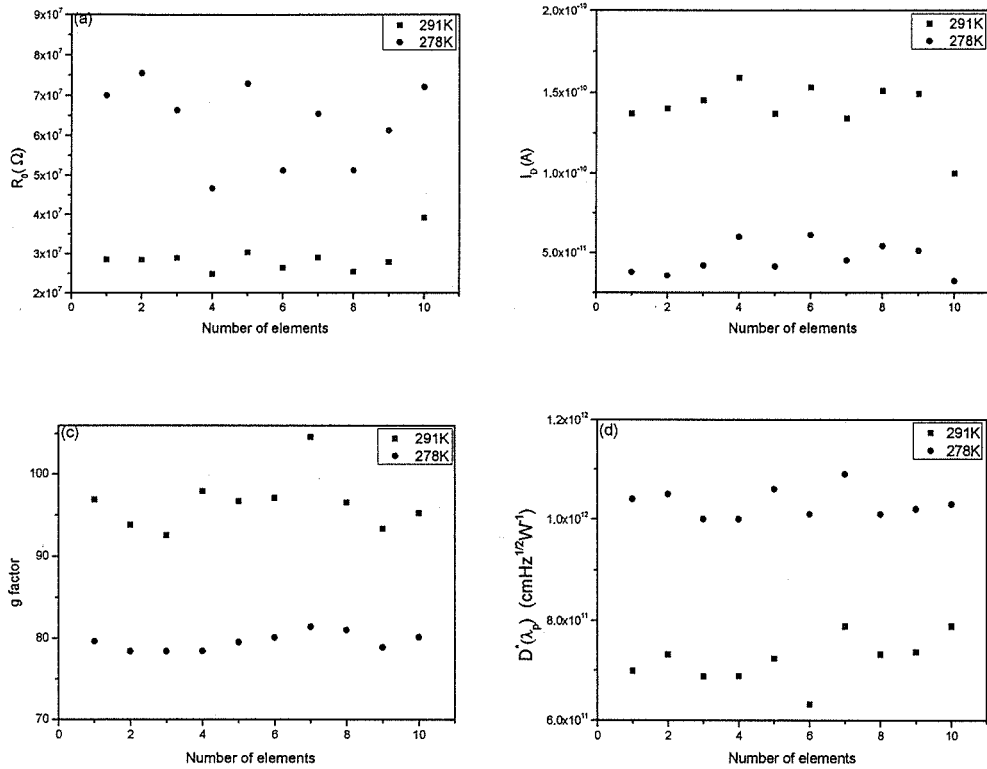 (a)
9x10⁷
8x10⁷
7x10⁷
6x10⁷
5x10⁷
4x10⁷
3x10⁷
2x10⁷
R₀(Ω)
291K
278K
0 2 4 6 8 10
Number of elements
2.0x10⁻¹⁰
1.5x10⁻¹⁰
1.0x10⁻¹⁰
5.0x10⁻¹¹
I_D(A)
291K
278K
0 2 4 6 8 10
Number of elements
(c)
100
90
80
70
g factor
291K
278K
0 2 4 6 8 10
Number of elements
(d)
1.2x10¹²
1.0x10¹²
8.0x10¹¹
6.0x10¹¹
D*(λ_p) (cmHz^1/2W⁻¹)
291K
278K
0 2 4 6 8 10
Number of elements